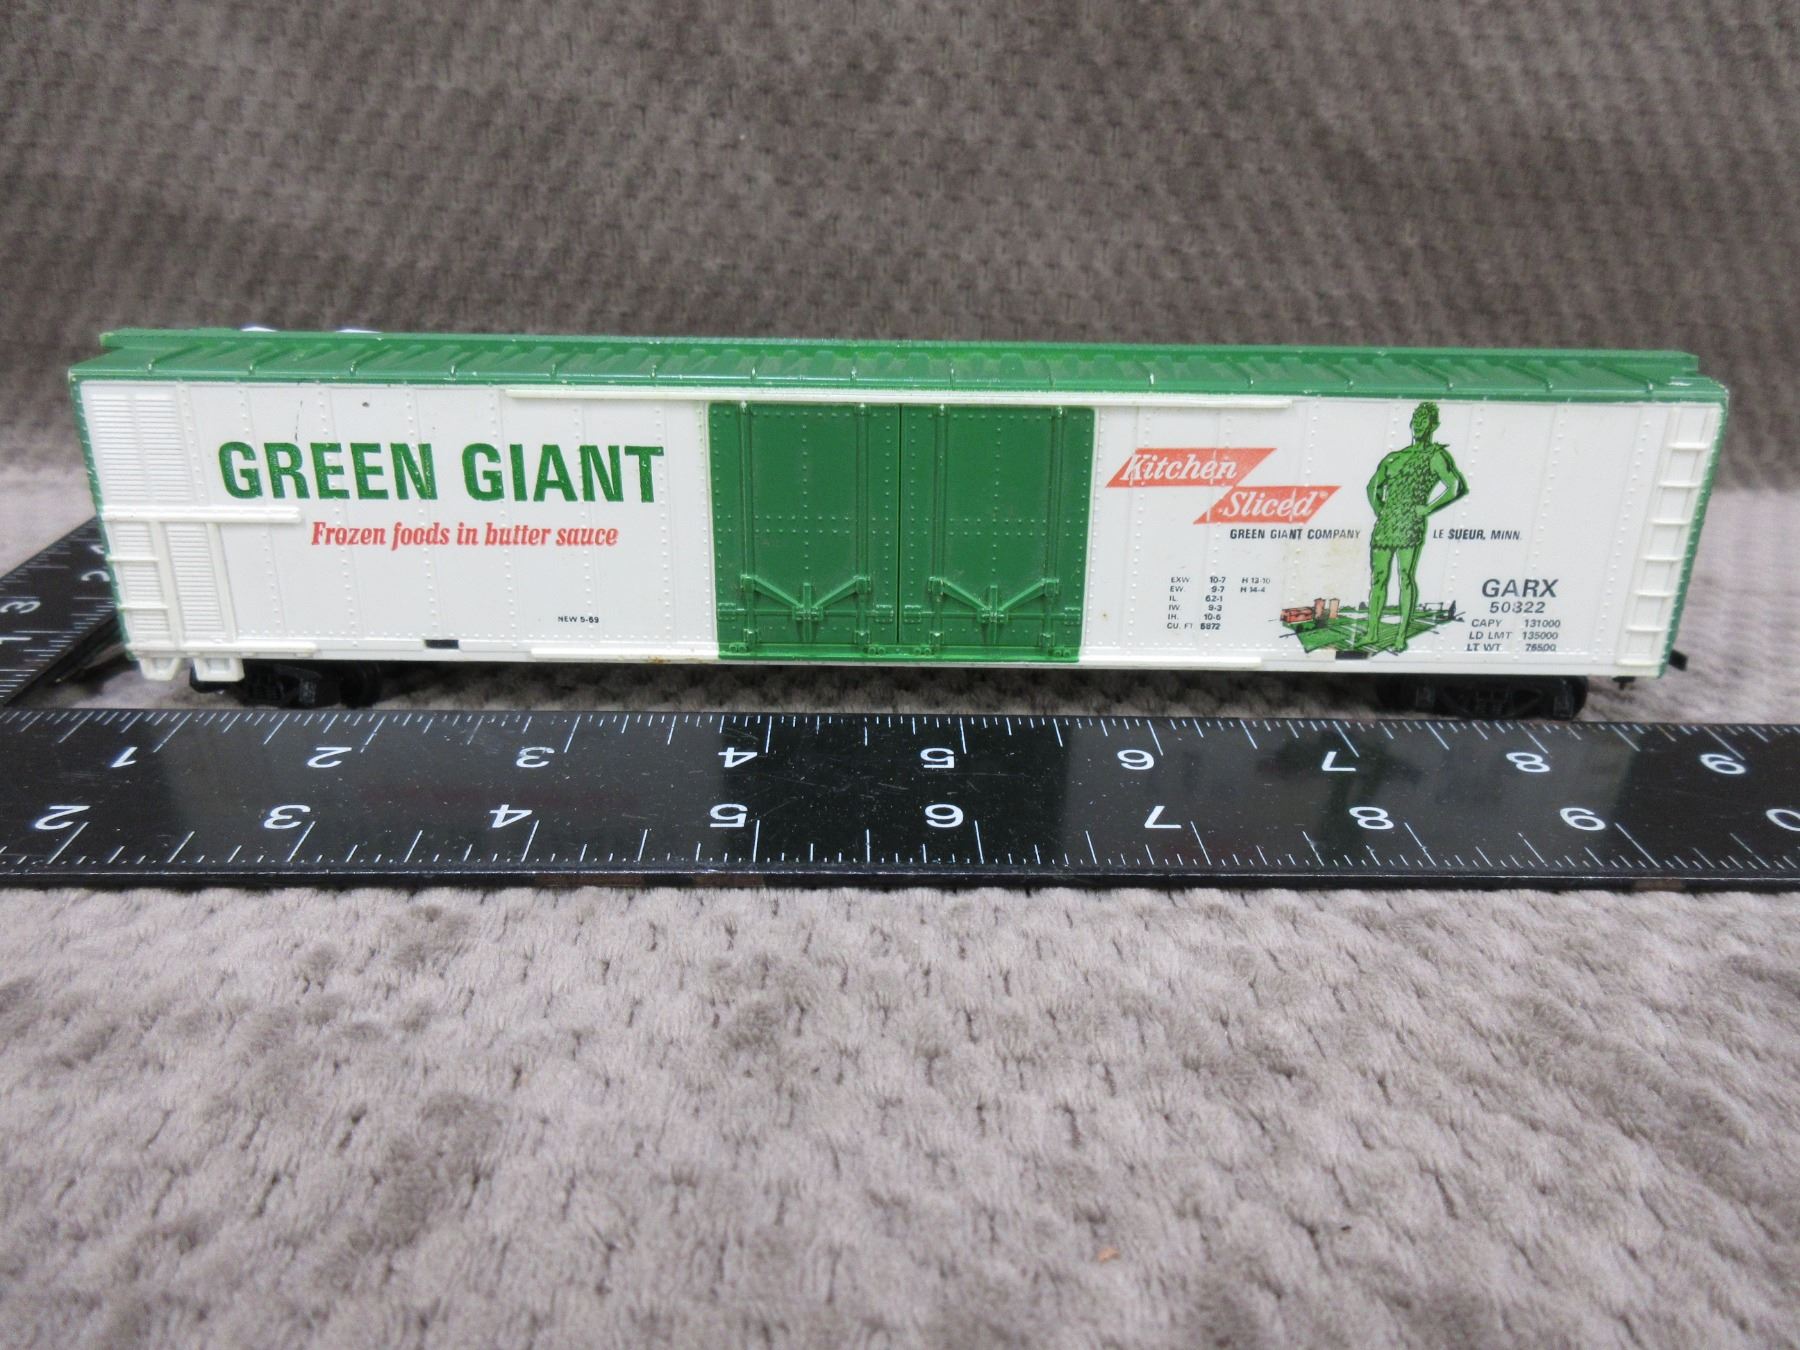 GREEN GIANT
Frozen foods in butter sauce
NEW 5-69
Kitchen
Sliced®
GREEN GIANT COMPANY LE SUEUR, MINN.
EXW 10-7 H 13-10
EW. 9-7 H 14-4
IL. 62-1
IW. 9-3
IH. 10-6
CU. FT. 5872
GARX
50822
CAPY 131000
LD LMT 135000
LT WT 76500
3
1 2 3 4 5 6 7 8 9
2 3 4 5 6 7 8 9